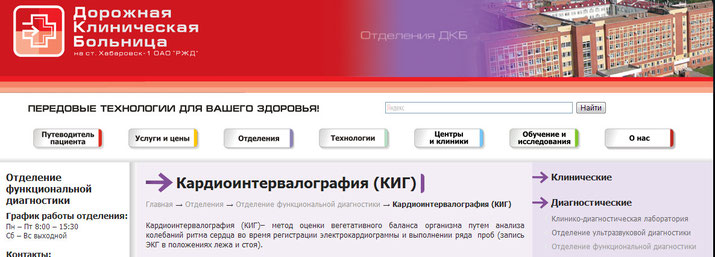 Дорожная
Клиническая
Больница
на ст. Хабаровск-1 ОАО "РЖД"
Отделения ДКБ
ПЕРЕДОВЫЕ ТЕХНОЛОГИИ ДЛЯ ВАШЕГО ЗДОРОВЬЯ!
Яндекс
Найти
Путеводитель
пациента
Услуги и цены
Отделения
Технологии
Центры
и клиники
Обучение и
исследования
О нас
Отделение
функциональной
диагностики
График работы отделения:
Пн – Пт 8:00 – 15:30
Сб – Вс выходной
Контакты:
Кардиоинтервалография (КИГ)
Главная → Отделения → Отделение функциональной диагностики → Кардиоинтервалография (КИГ)
Кардиоинтервалография (КИГ)– метод оценки вегетативного баланса организма путем анализа
колебаний ритма сердца во время регистрации электрокардиограммы и выполнении ряда проб (запись
ЭКГ в положениях лежа и стоя).
Клинические
Диагностические
Клинико-диагностическая лаборатория
Отделение ультразвуковой диагностики
Отделение функциональной диагностики